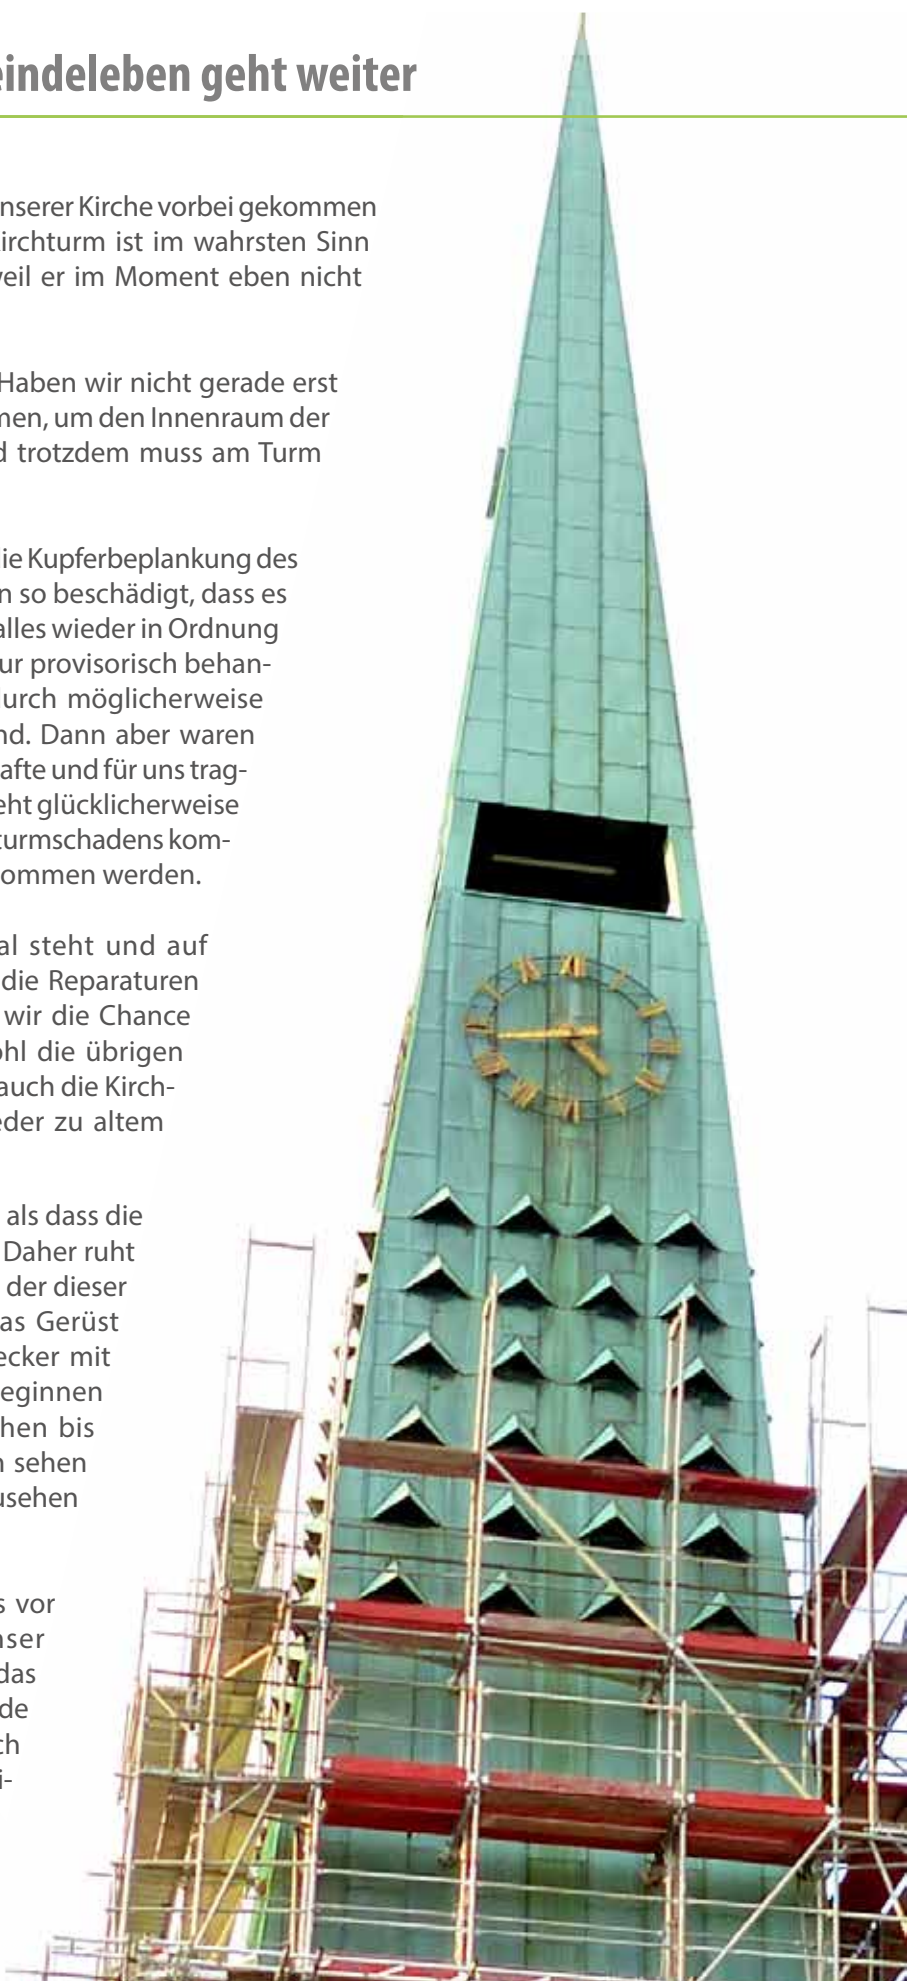 eindeleben geht weiter
nserer Kirche vorbei gekommen
irchturm ist im wahrsten Sinn
weil er im Moment eben nicht
Haben wir nicht gerade erst
men, um den Innenraum der
d trotzdem muss am Turm
die Kupferbeplankung des
n so beschädigt, dass es
alles wieder in Ordnung
ur provisorisch behan-
durch möglicherweise
nd. Dann aber waren
afte und für uns trag-
eht glücklicherweise
turmschadens kom-
ommen werden.
al steht und auf
die Reparaturen
wir die Chance
ohl die übrigen
auch die Kirch-
eder zu altem
als dass die
Daher ruht
der dieser
as Gerüst
ecker mit
eginnen
hen bis
n sehen
usehen
s vor
nser
das
de
ch
i-